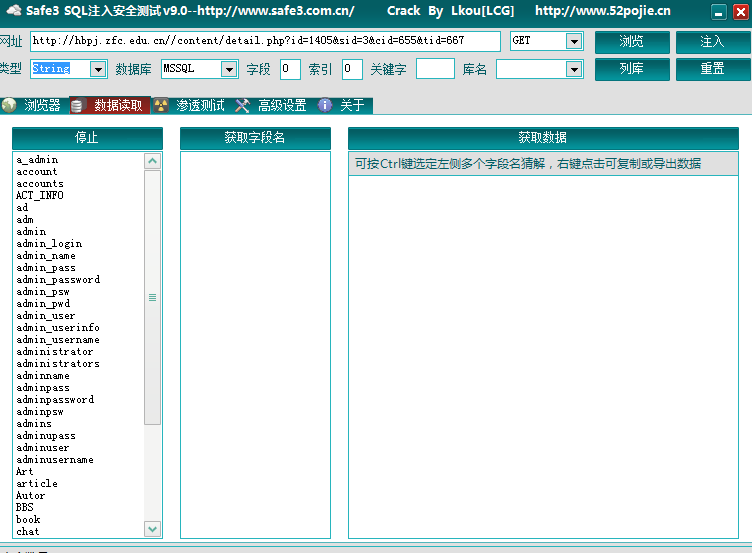 Safe3 SQL注入安全测试 v9.0--http://www.safe3.com.cn/ Crack By Lkou[LCG] http://www.52pojie.cn
网址 http://hbpj.zfc.edu.cn//content/detail.php?id=1405&sid=3&cid=655&tid=667 GET 浏览 注入
类型 String 数据库 MSSQL 字段 0 索引 0 关键字 库名 列库 重置
浏览器 数据读取 渗透测试 高级设置 关于
停止 获取字段名 获取数据
可按Ctrl键选定左侧多个字段名猜解，右键点击可复制或导出数据
a_admin
account
accounts
ACT_INFO
ad
adm
admin
admin_login
admin_name
admin_pass
admin_password
admin_psw
admin_pwd
admin_user
admin_userinfo
admin_username
administrator
administrators
adminname
adminpass
adminpassword
adminpsw
admins
adminupass
adminuser
adminusername
Art
article
Autor
BBS
book
chat